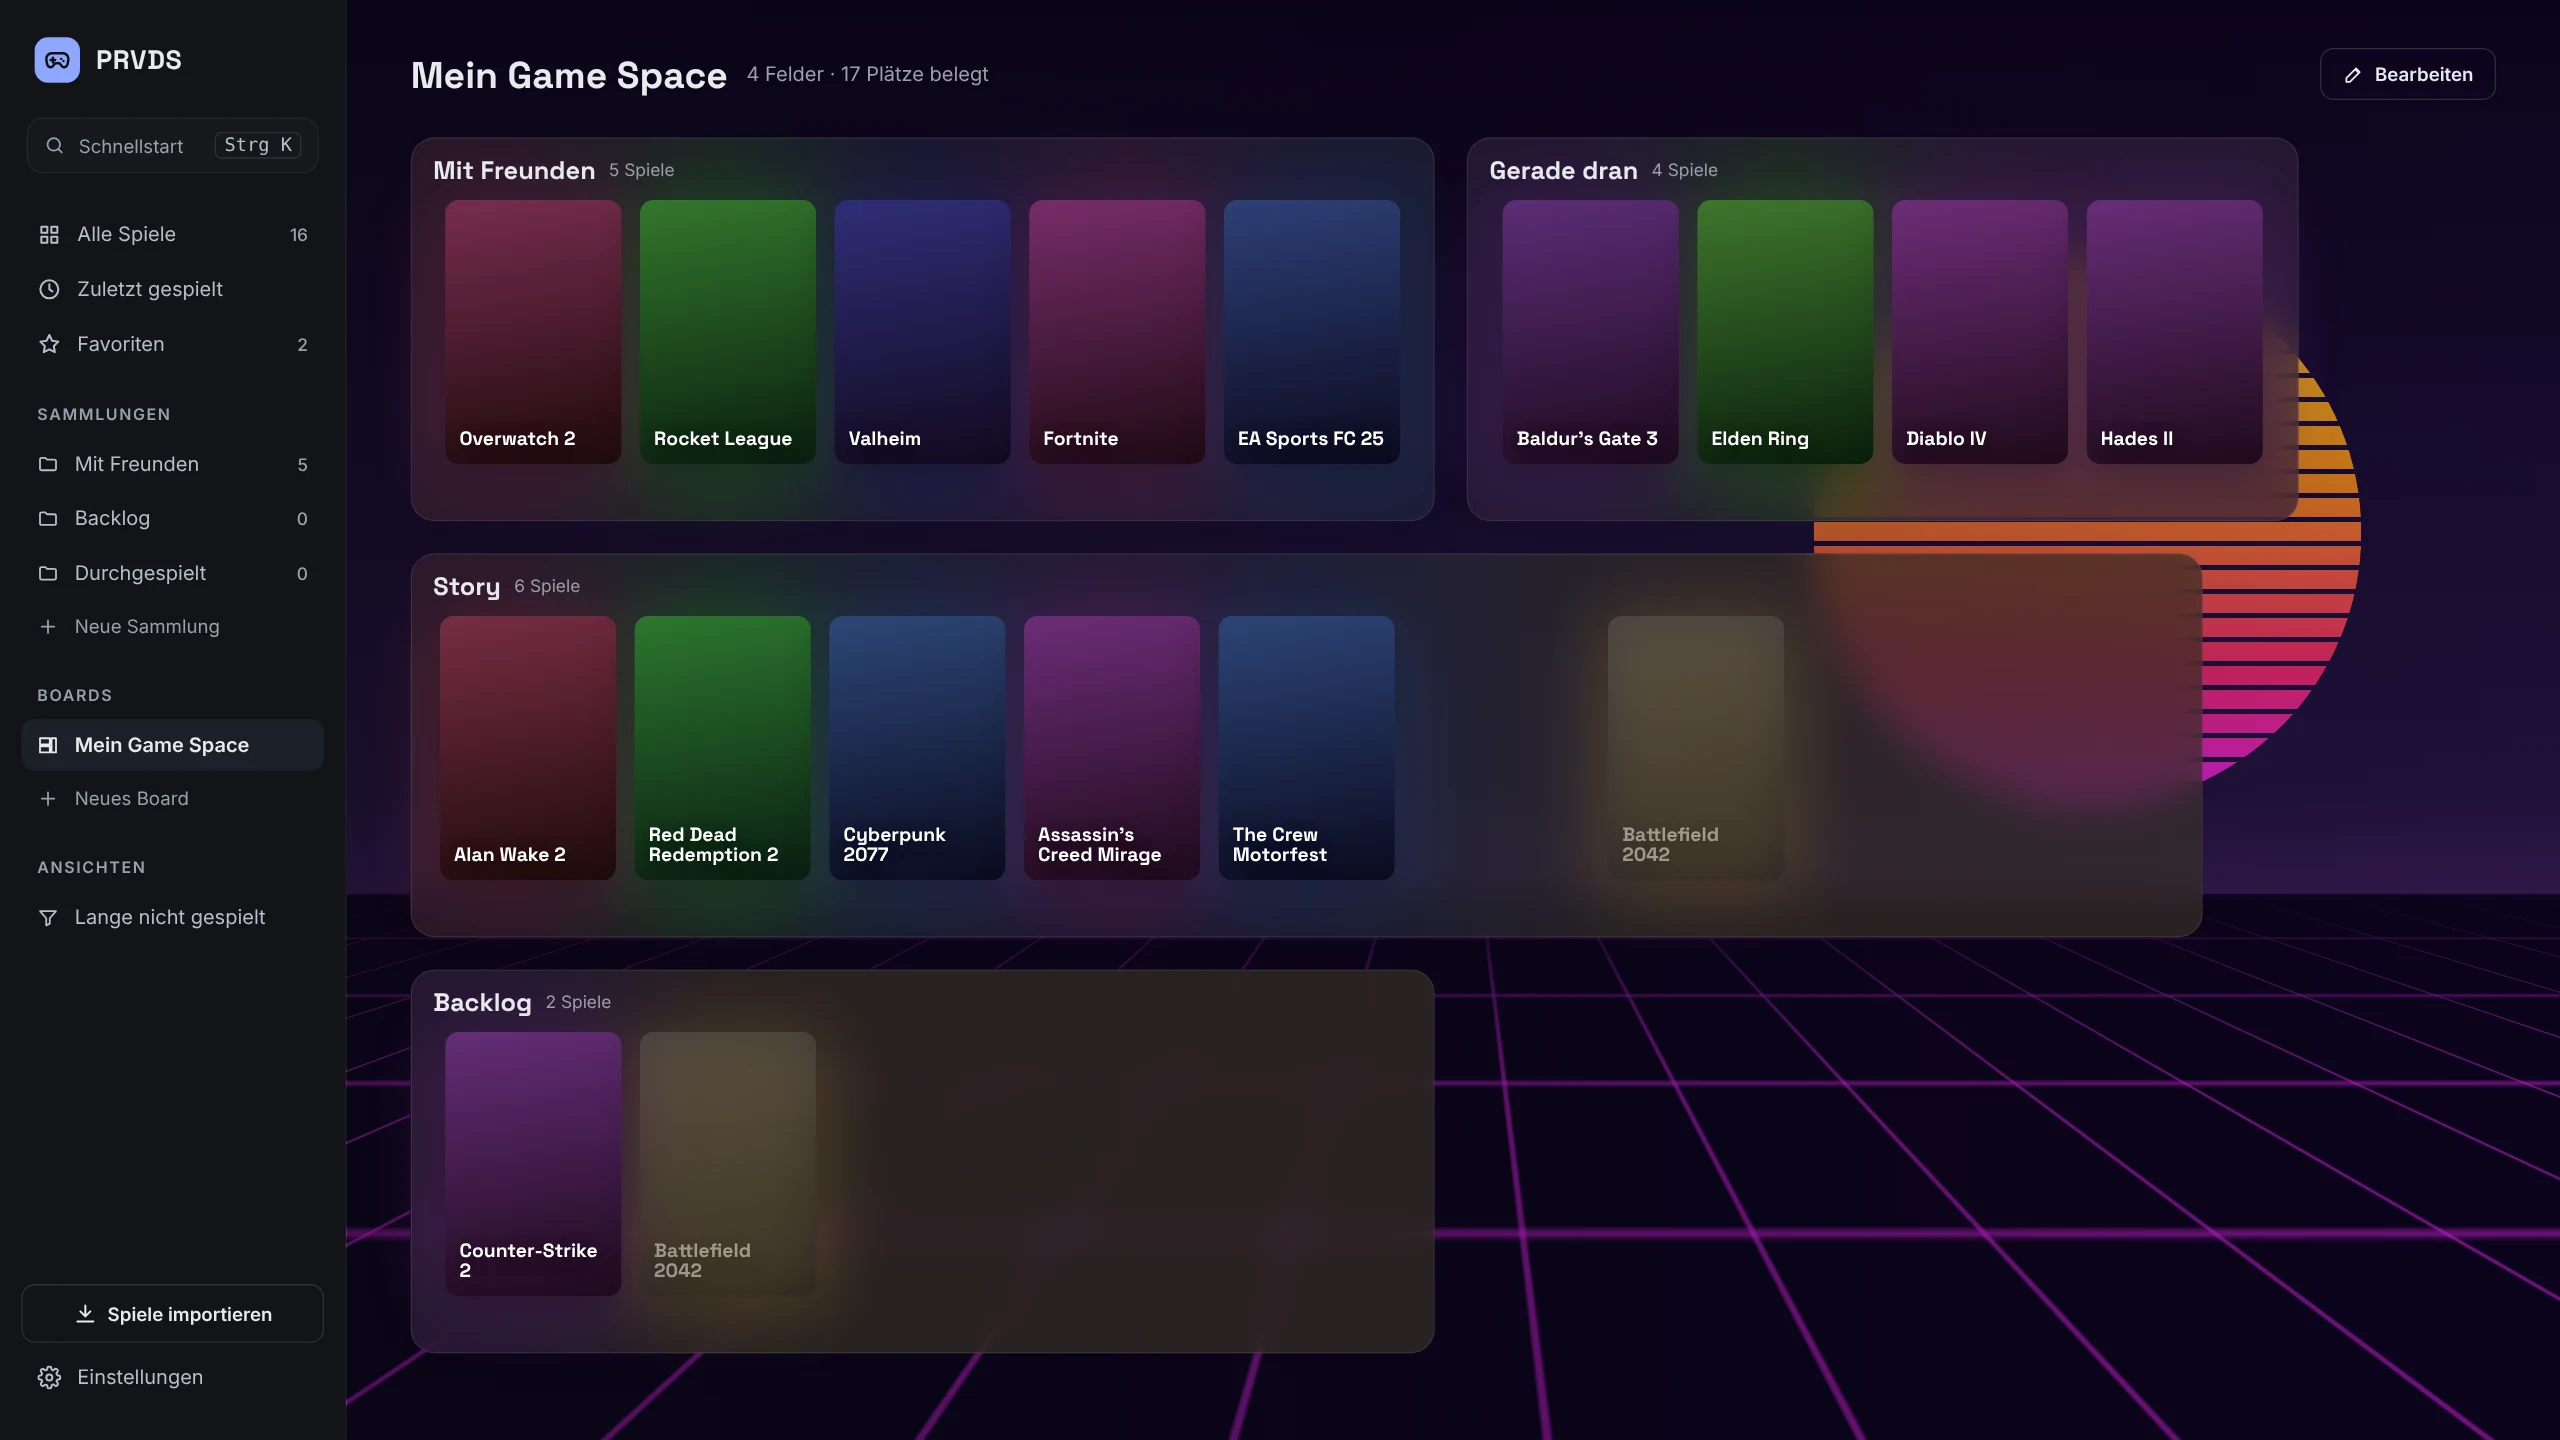 PRVDS
Schnellstart Strg K
Alle Spiele 16
Zuletzt gespielt
Favoriten 2
SAMMLUNGEN
Mit Freunden 5
Backlog 0
Durchgespielt 0
Neue Sammlung
BOARDS
Mein Game Space
Neues Board
ANSICHTEN
Lange nicht gespielt
Spiele importieren
Einstellungen
Mein Game Space 4 Felder · 17 Plätze belegt
Bearbeiten
Mit Freunden 5 Spiele
Overwatch 2
Rocket League
Valheim
Fortnite
EA Sports FC 25
Gerade dran 4 Spiele
Baldur's Gate 3
Elden Ring
Diablo IV
Hades II
Story 6 Spiele
Alan Wake 2
Red Dead
Redemption 2
Cyberpunk
2077
Assassin's
Creed Mirage
The Crew
Motorfest
Battlefield
2042
Backlog 2 Spiele
Counter-Strike
2
Battlefield
2042